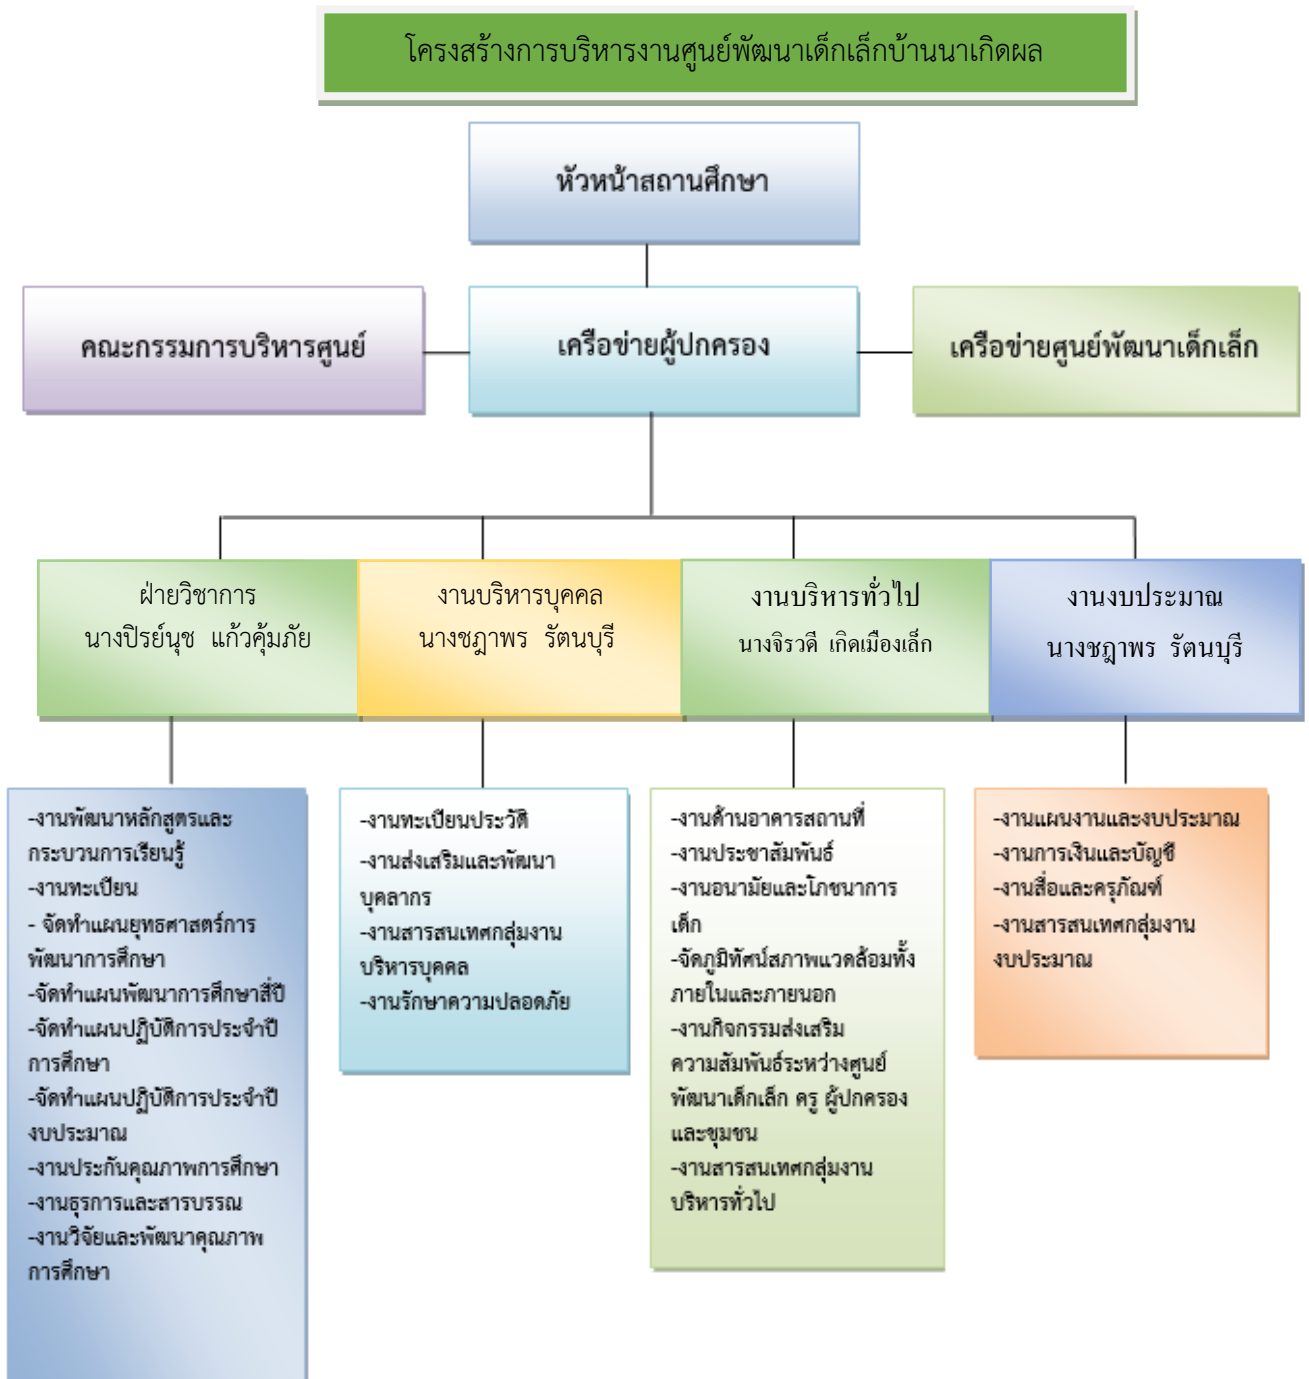 โครงสร้างการบริหารงานศูนย์พัฒนาเด็กเล็กบ้านนาเกิดผล
หัวหน้าสถานศึกษา
คณะกรรมการบริหารศูนย์
เครือข่ายผู้ปกครอง
เครือข่ายศูนย์พัฒนาเด็กเล็ก
ฝ่ายวิชาการ
นางปิรย์นุช แก้วคุ้มภัย
งานบริหารบุคคล
นางชฎาพร รัตนบุรี
งานบริหารทั่วไป
นางจิรวดี เกิดเมืองเล็ก
งานงบประมาณ
นางชฎาพร รัตนบุรี
-งานพัฒนาหลักสูตรและ
กระบวนการเรียนรู้
-งานทะเบียน
- จัดทำแผนยุทธศาสตร์การ
พัฒนาการศึกษา
-จัดทำแผนพัฒนาการศึกษาสี่ปี
-จัดทำแผนปฏิบัติการประจำปี
การศึกษา
-จัดทำแผนปฏิบัติการประจำปี
งบประมาณ
-งานประกันคุณภาพการศึกษา
-งานธุรการและสารบรรณ
-งานวิจัยและพัฒนาคุณภาพ
การศึกษา
-งานทะเบียนประวัติ
-งานส่งเสริมและพัฒนา
บุคลากร
-งานสารสนเทศกลุ่มงาน
บริหารบุคคล
-งานรักษาความปลอดภัย
-งานด้านอาคารสถานที่
-งานประชาสัมพันธ์
-งานอนามัยและโภชนาการ
เด็ก
-จัดภูมิทัศน์สภาพแวดล้อมทั้ง
ภายในและภายนอก
-งานกิจกรรมส่งเสริม
ความสัมพันธ์ระหว่างศูนย์
พัฒนาเด็กเล็ก ครู ผู้ปกครอง
และชุมชน
-งานสารสนเทศกลุ่มงาน
บริหารทั่วไป
-งานแผนงานและงบประมาณ
-งานการเงินและบัญชี
-งานสื่อและครุภัณฑ์
-งานสารสนเทศกลุ่มงาน
งบประมาณ